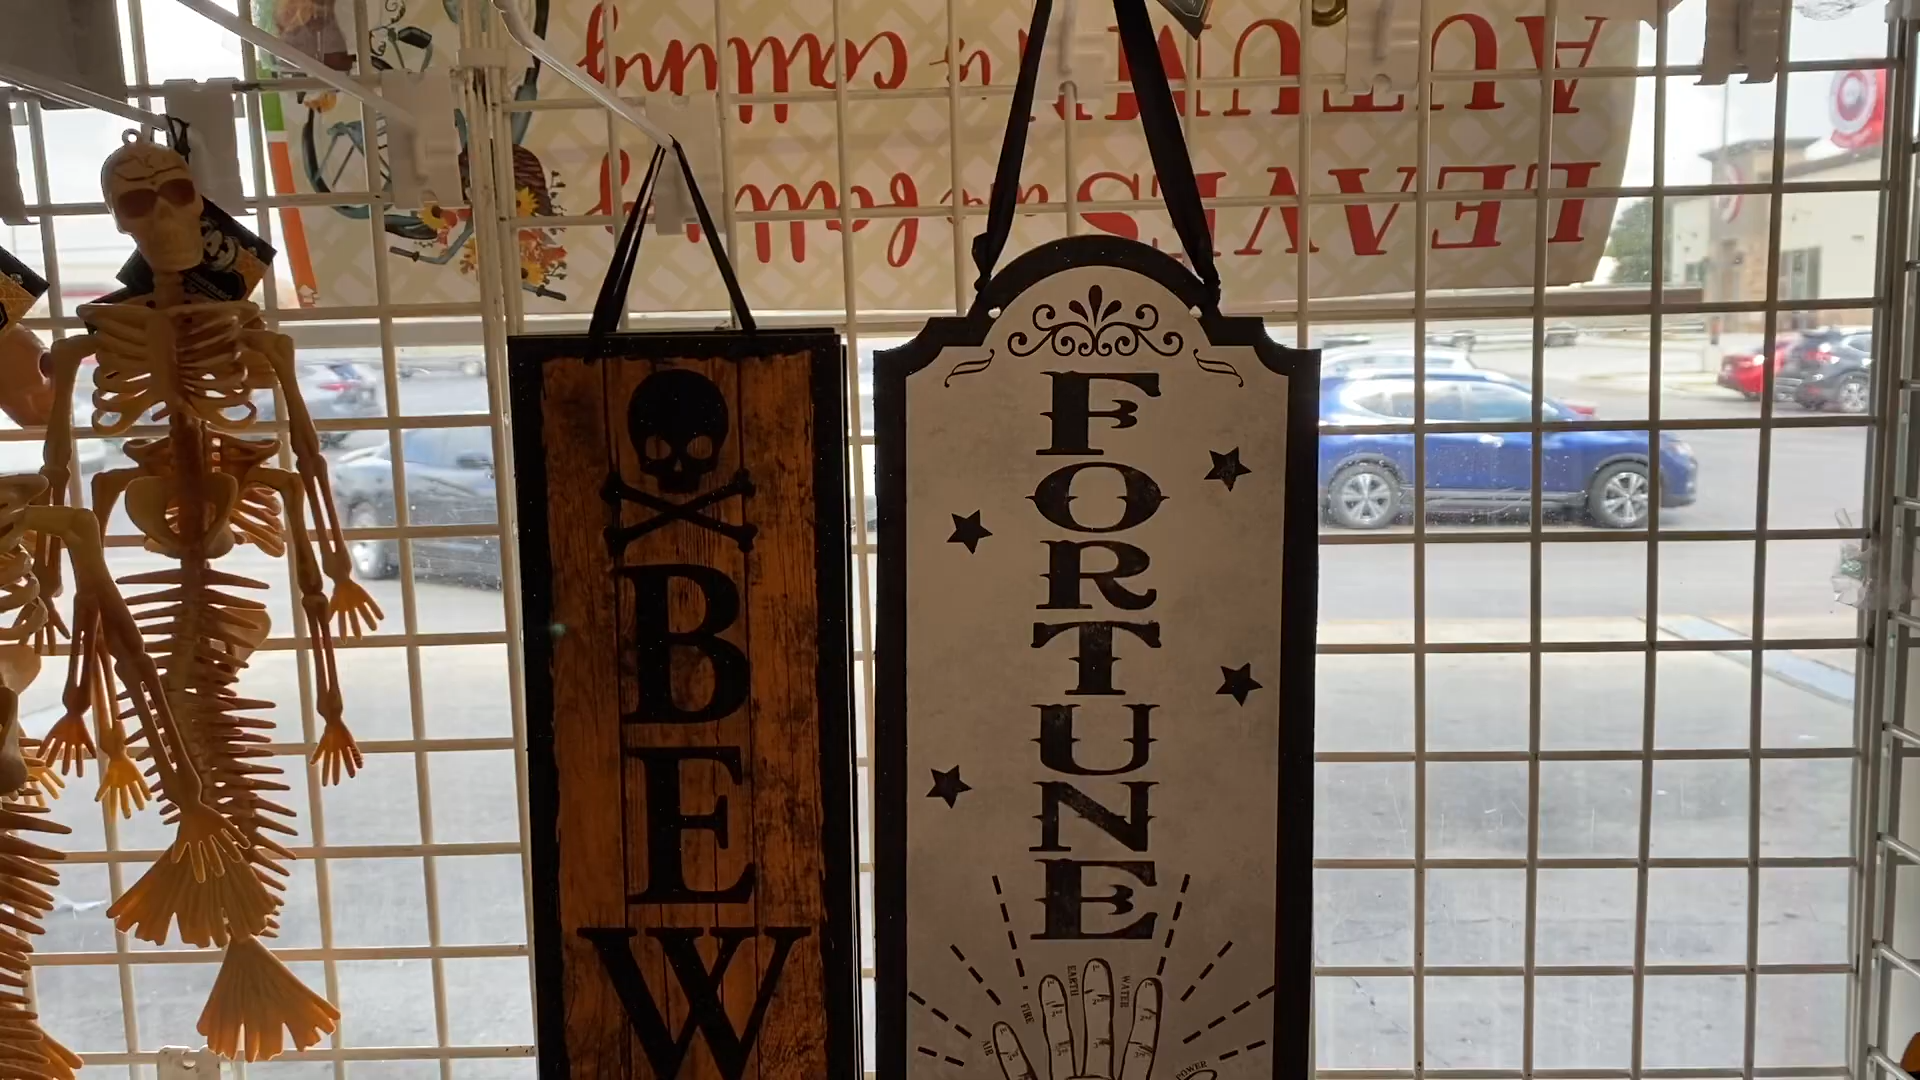 LEAVES are falling
AUTUMN is calling
BEW
FORTUNE
AIR
FIRE
EARTH
WATER
POWER